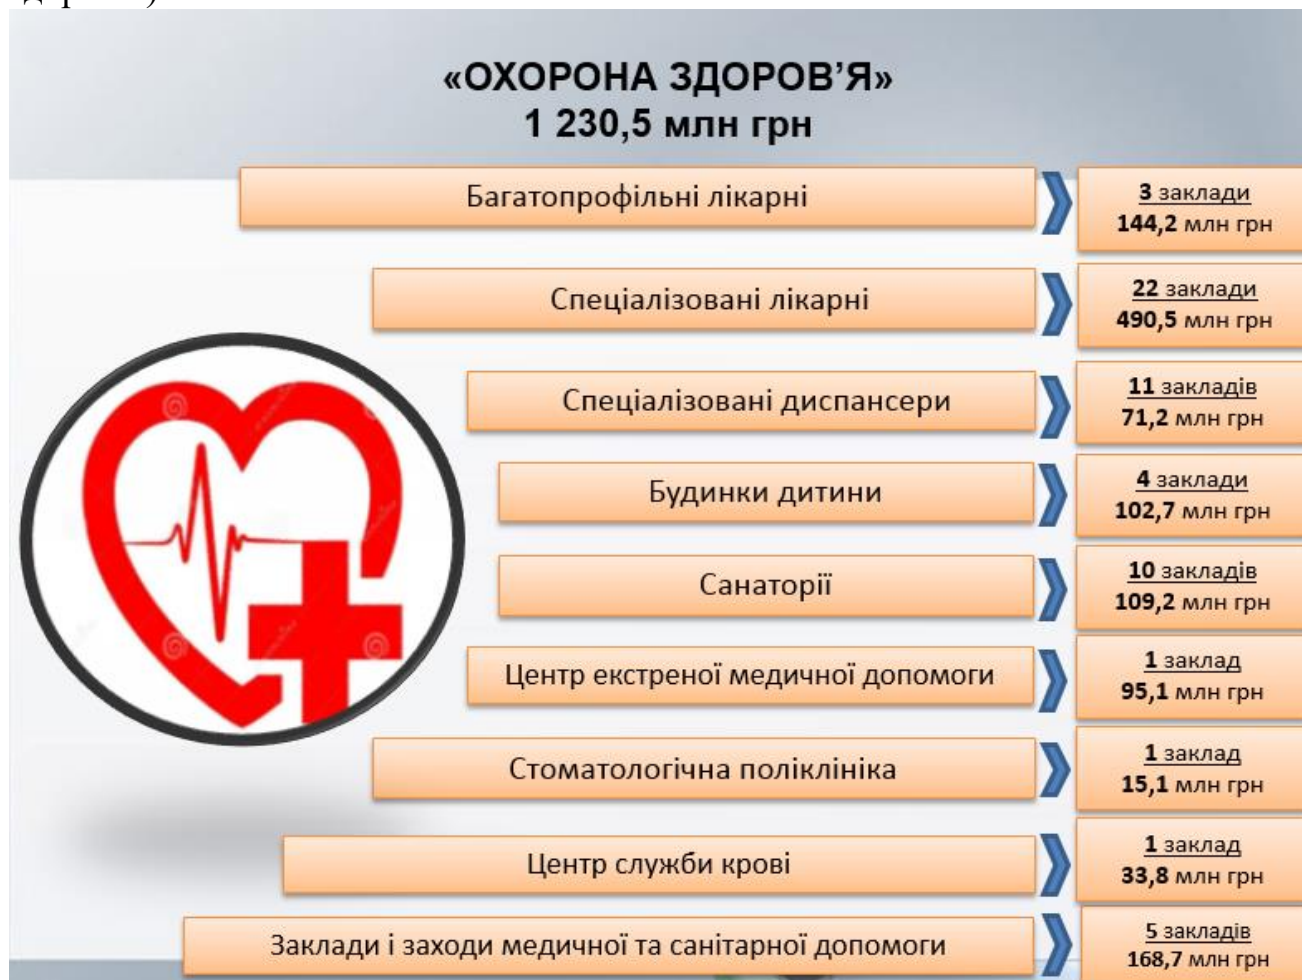 «ОХОРОНА ЗДОРОВ’Я»
1 230,5 млн грн
Багатопрофільні лікарні
3 заклади
144,2 млн грн
Спеціалізовані лікарні
22 заклади
490,5 млн грн
Спеціалізовані диспансери
11 закладів
71,2 млн грн
Будинки дитини
4 заклади
102,7 млн грн
Санаторії
10 закладів
109,2 млн грн
Центр екстреної медичної допомоги
1 заклад
95,1 млн грн
Стоматологічна поліклініка
1 заклад
15,1 млн грн
Центр служби крові
1 заклад
33,8 млн грн
Заклади і заходи медичної та санітарної допомоги
5 закладів
168,7 млн грн